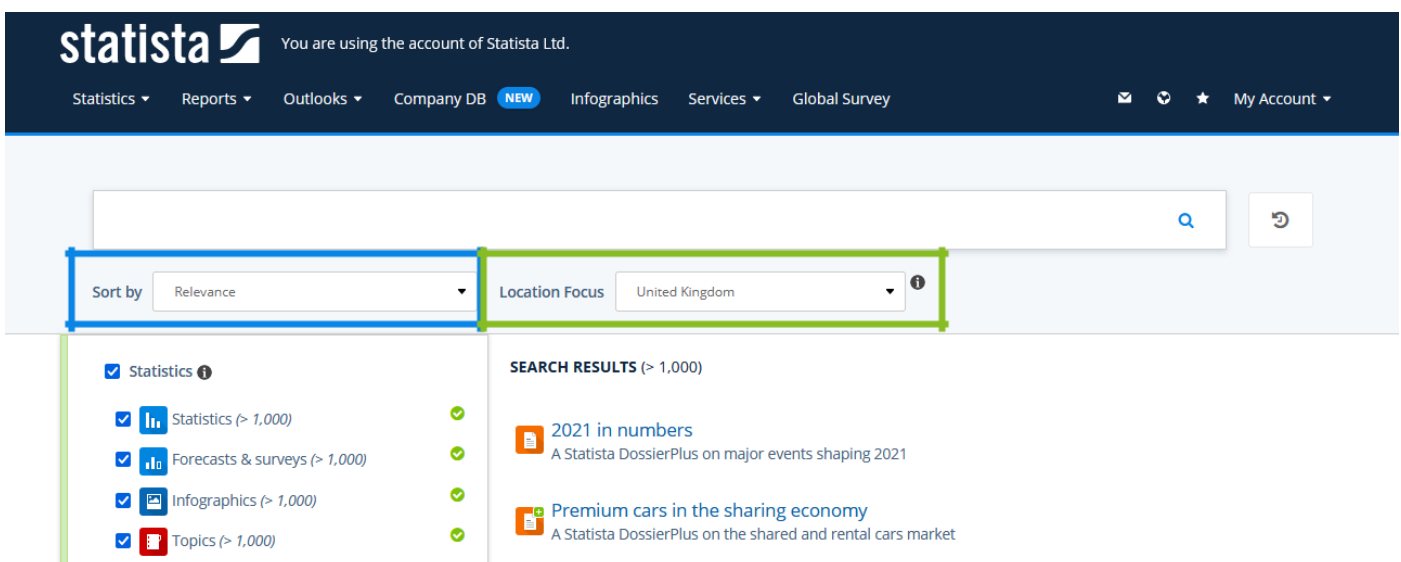 statista
You are using the account of Statista Ltd.
Statistics Reports Outlooks Company DB NEW Infographics Services Global Survey My Account
Sort by Relevance Location Focus United Kingdom
Statistics
Statistics (> 1,000)
Forecasts & surveys (> 1,000)
Infographics (> 1,000)
Topics (> 1,000)
SEARCH RESULTS (> 1,000)
2021 in numbers
A Statista DossierPlus on major events shaping 2021
Premium cars in the sharing economy
A Statista DossierPlus on the shared and rental cars market